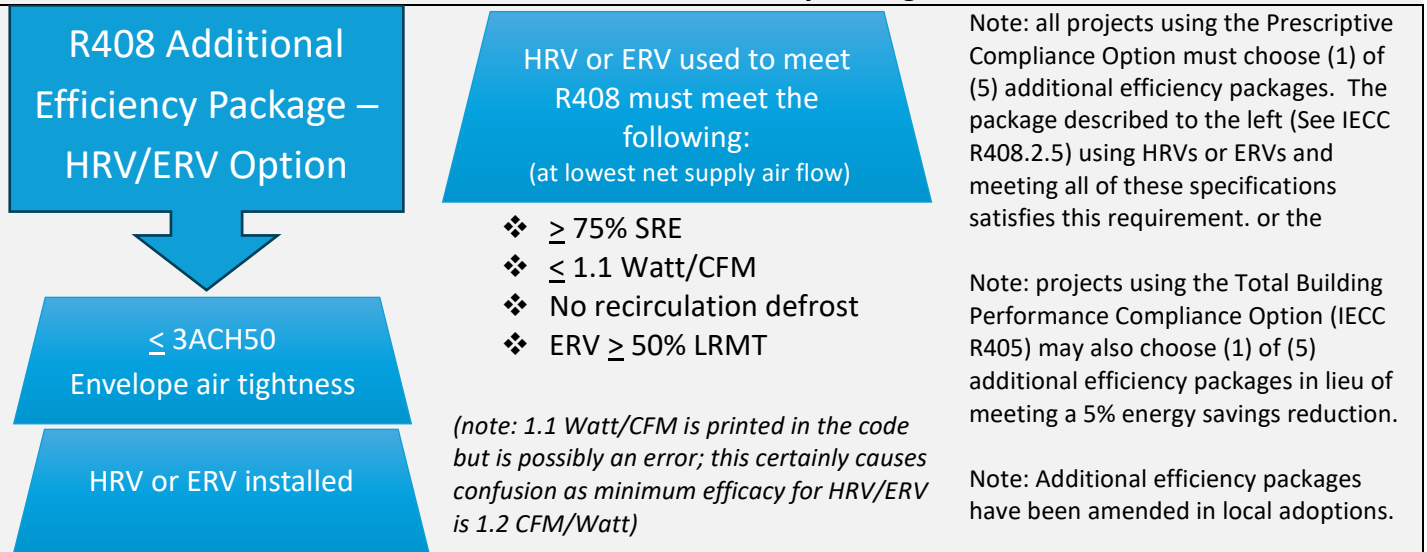 R408 Additional
Efficiency Package –
HRV/ERV Option
< 3ACH50
Envelope air tightness
HRV or ERV installed
HRV or ERV used to meet
R408 must meet the
following:
(at lowest net supply air flow)
❖ > 75% SRE
❖ < 1.1 Watt/CFM
❖ No recirculation defrost
❖ ERV > 50% LRMT
(note: 1.1 Watt/CFM is printed in the code
but is possibly an error; this certainly causes
confusion as minimum efficacy for HRV/ERV
is 1.2 CFM/Watt)
Note: all projects using the Prescriptive
Compliance Option must choose (1) of
(5) additional efficiency packages.  The
package described to the left (See IECC
R408.2.5) using HRVs or ERVs and
meeting all of these specifications
satisfies this requirement. or the
Note: projects using the Total Building
Performance Compliance Option (IECC
R405) may also choose (1) of (5)
additional efficiency packages in lieu of
meeting a 5% energy savings reduction.
Note: Additional efficiency packages
have been amended in local adoptions.